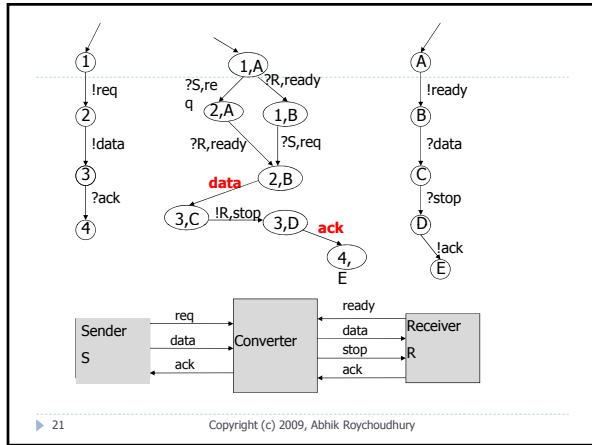 1
!req
2
!data
3
?ack
4
1,A
?S,re
q
?R,ready
2,A
1,B
?R,ready
?S,req
2,B
data
3,C
!R,stop
3,D
ack
4,
E
A
!ready
B
?data
C
?stop
D
!ack
E
Sender
S
req
data
ack
Converter
ready
data
stop
ack
Receiver
R
21
Copyright (c) 2009, Abhik Roychoudhury